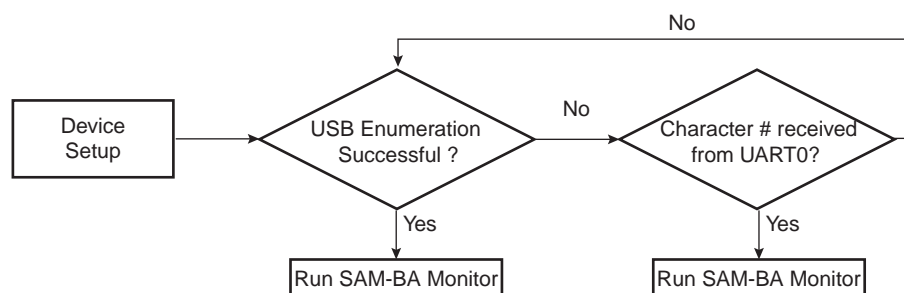 No
Device
Setup
USB Enumeration
Successful ?
No
Character # received
from UART0?
Yes
Yes
Run SAM-BA Monitor
Run SAM-BA Monitor